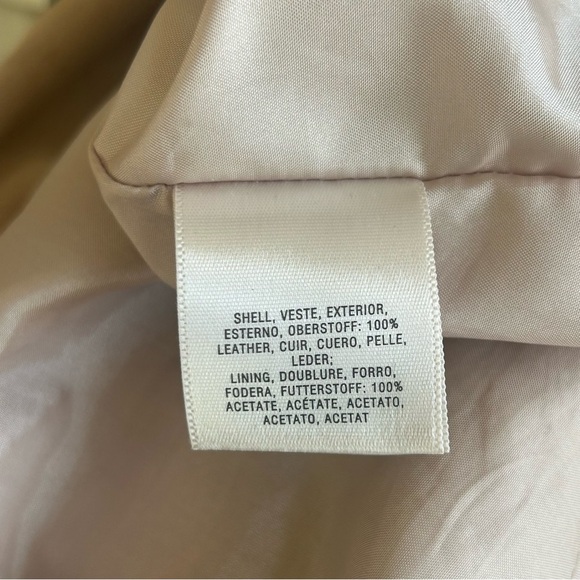 SHELL, VESTE, EXTERIOR,
ESTERNO, OBERSTOFF: 100%
LEATHER, CUIR, CUERO, PELLE,
LEDER;
LINING, DOUBLURE, FORRO,
FODERA, FUTTERSTOFF: 100%
ACETATE, ACÉTATE, ACETATO,
ACETATO, ACETAT